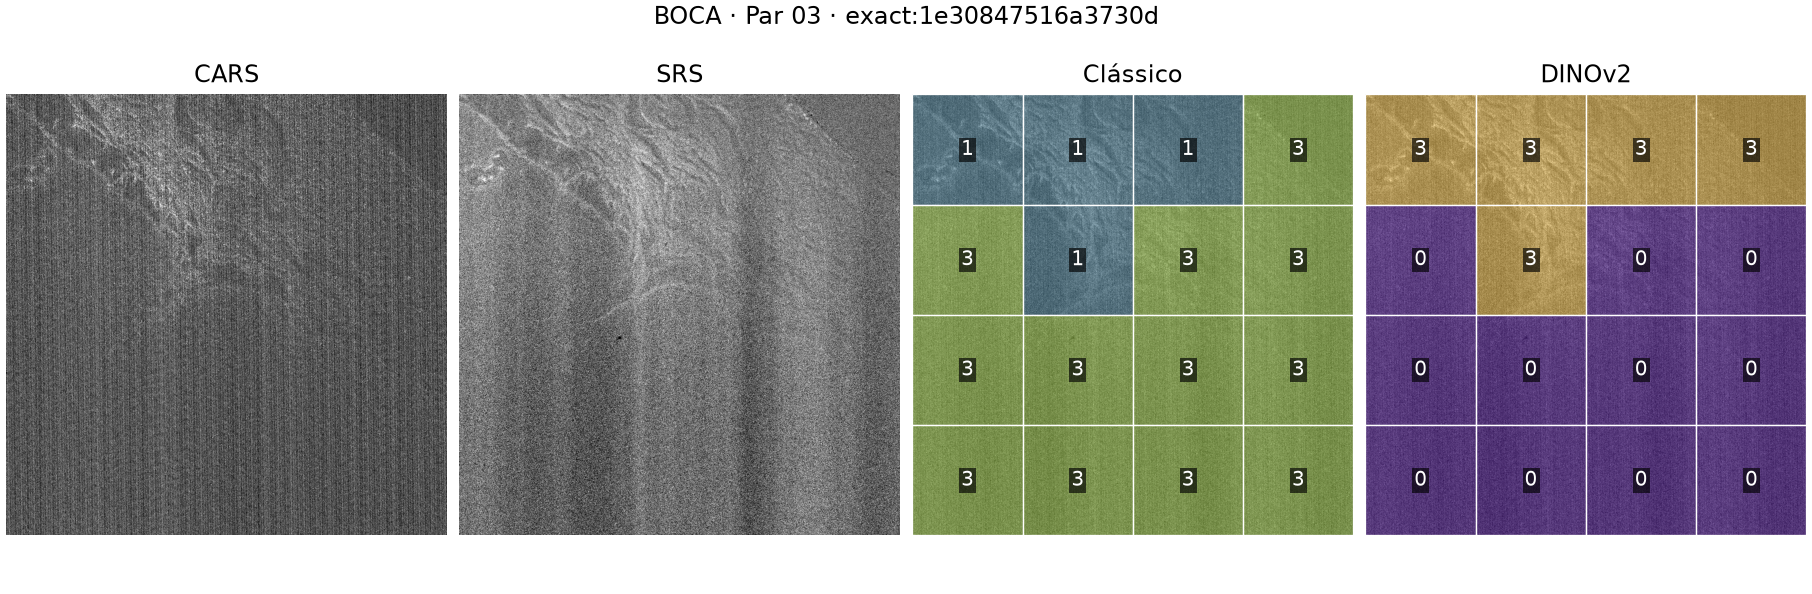 BOCA · Par 03 · exact:1e30847516a3730d
CARS SRS Clássico DINOv2
1 1 1 3 3 3 3 3
3 1 3 3 0 3 0 0
3 3 3 3 0 0 0 0
3 3 3 3 0 0 0 0